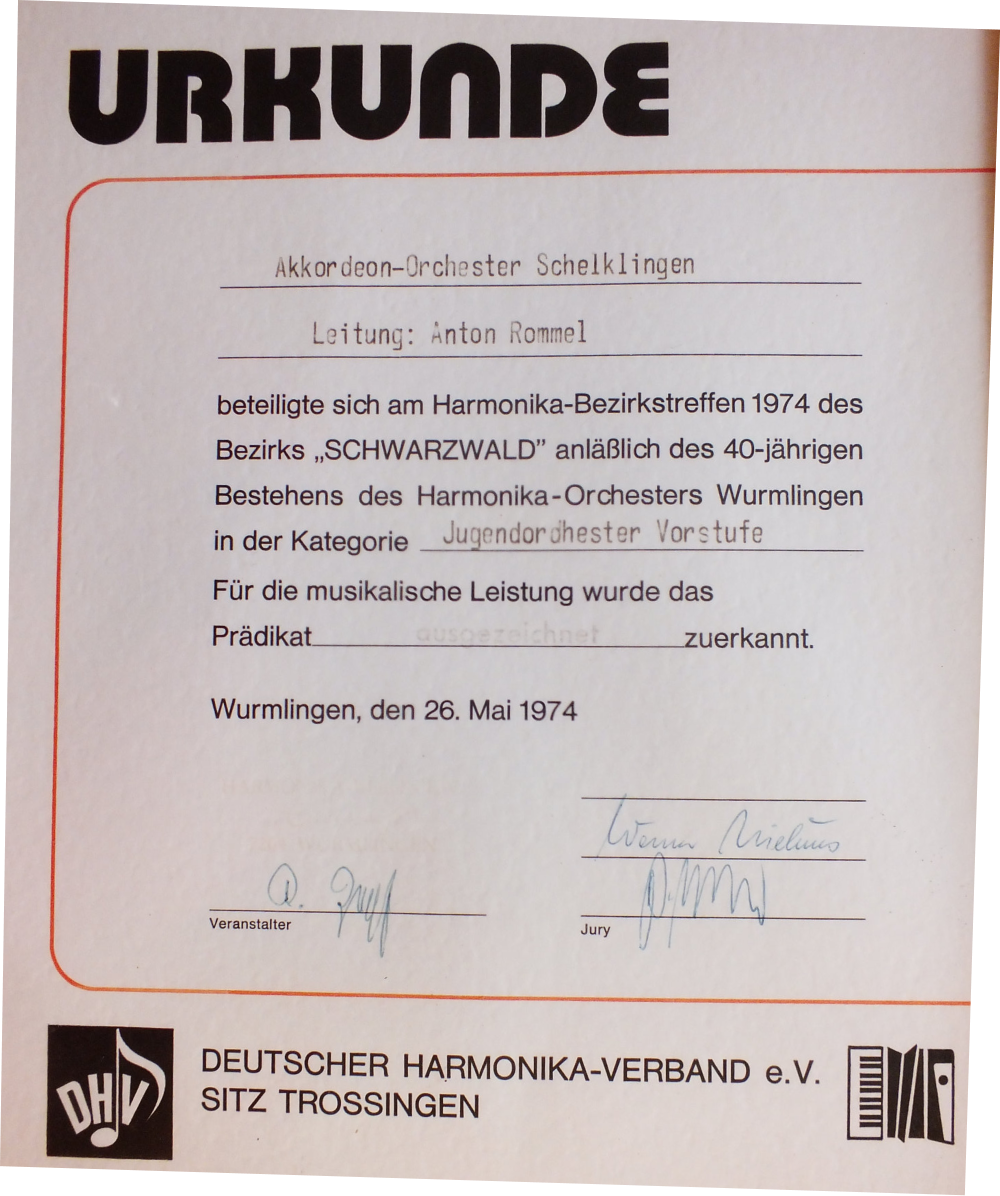 URKUNDE
Akkordeon-Orchester Schelklingen
Leitung: Anton Rommel
beteiligte sich am Harmonika-Bezirkstreffen 1974 des
Bezirks „SCHWARZWALD” anläßlich des 40-jährigen
Bestehens des Harmonika-Orchesters Wurmlingen
in der Kategorie Jugendorchester Vorstufe
Für die musikalische Leistung wurde das
Prädikat ausgezeichnet zuerkannt.
Wurmlingen, den 26. Mai 1974
Werner
Veranstalter
Jury
DHV
DEUTSCHER HARMONIKA-VERBAND e.V.
SITZ TROSSINGEN